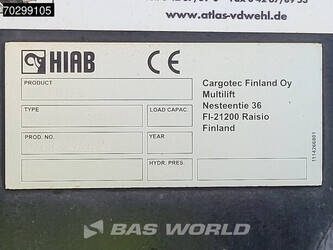 70299105
www.atlas-vdwehl.de
HIAB CE
PRODUCT
TYPE
LOAD CAPAC.
PROD. NO.
YEAR
HYDR. PRES.
Cargotec Finland Oy
Multilift
Nesteentie 36
FI-21200 Raisio
Finland
1114266801
BAS WORLD